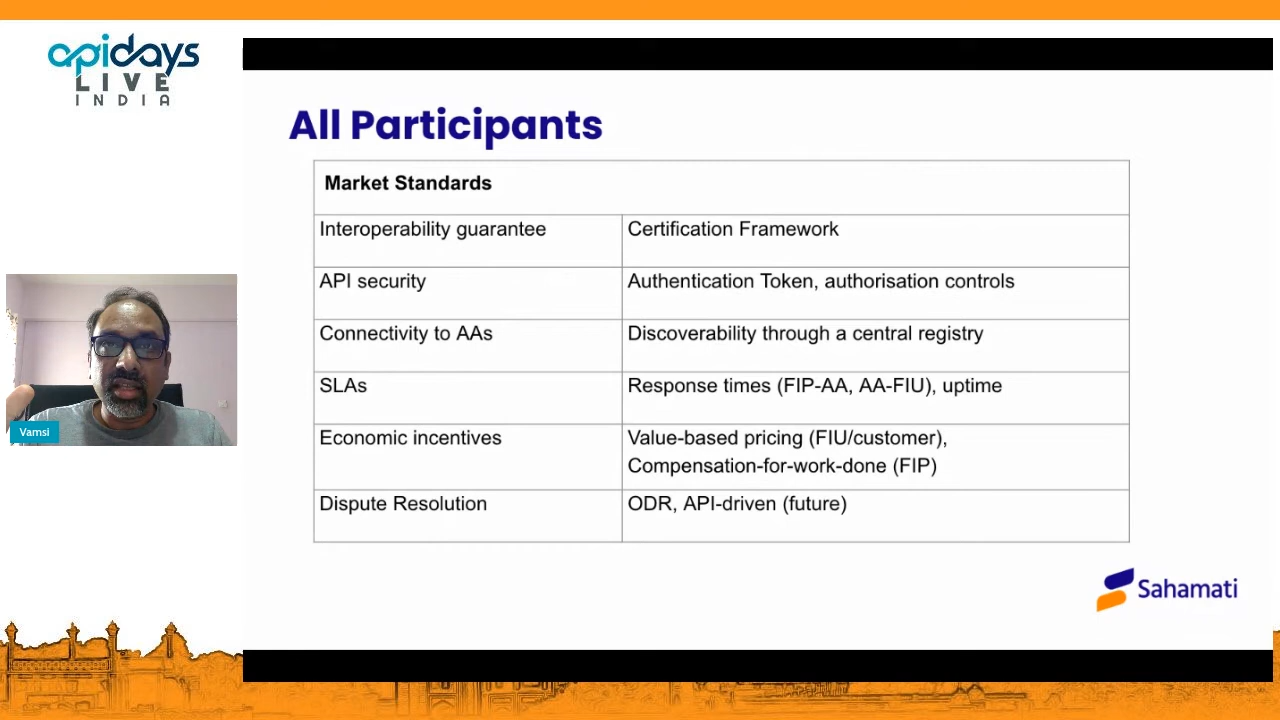 apidays
LIVE
INDIA
All Participants
Market Standards
Interoperability guarantee
Certification Framework
API security
Authentication Token, authorisation controls
Connectivity to AAs
Discoverability through a central registry
SLAs
Response times (FIP-AA, AA-FIU), uptime
Economic incentives
Value-based pricing (FIU/customer),
Compensation-for-work-done (FIP)
Dispute Resolution
ODR, API-driven (future)
Vamsi
Sahamati